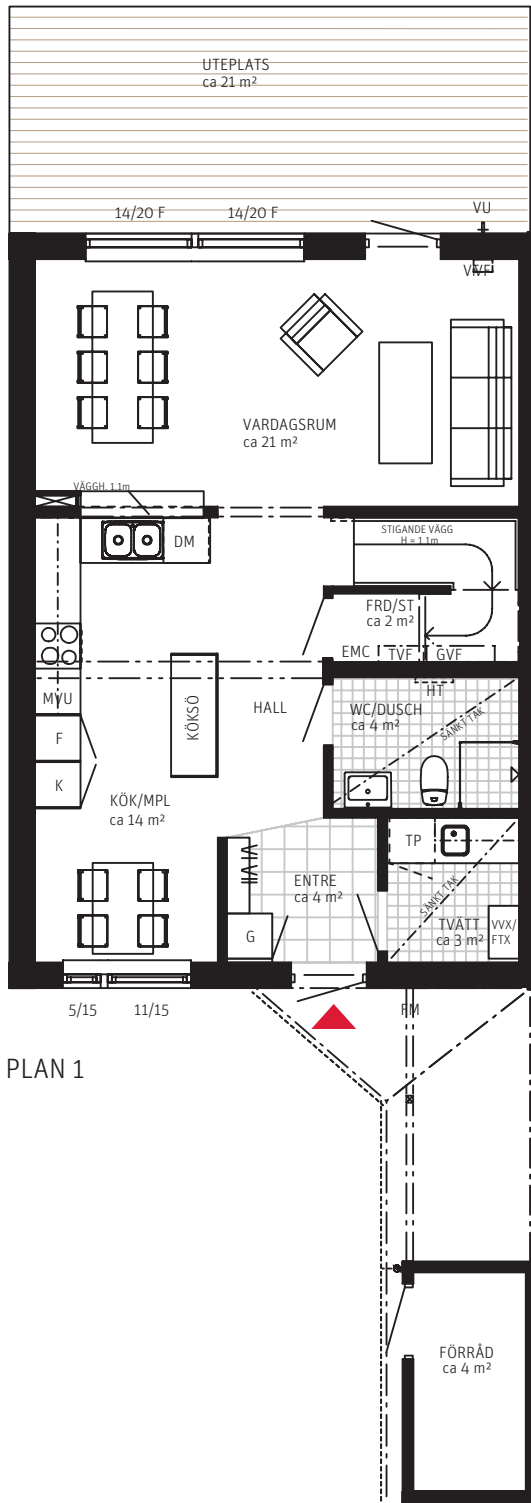 UTEPLATS
ca 21 m²
14/20 F
14/20 F
VU
VVF
VARDAGSRUM
ca 21 m²
VÄGGH. 1,1m
DM
STIGANDE VÄGG
H = 1,1m
FRD/ST
ca 2 m²
EMC
TVF
GVF
MVU
KÖKSÖ
HALL
HT
WC/DUSCH
ca 4 m²
SÄNKT TAK
F
K
KÖK/MPL
ca 14 m²
TP
ENTRE
ca 4 m²
SÄNKT TAK
TVÄTT
ca 3 m²
VVX/
FTX
G
5/15
11/15
FM
PLAN 1
FÖRRÅD
ca 4 m²